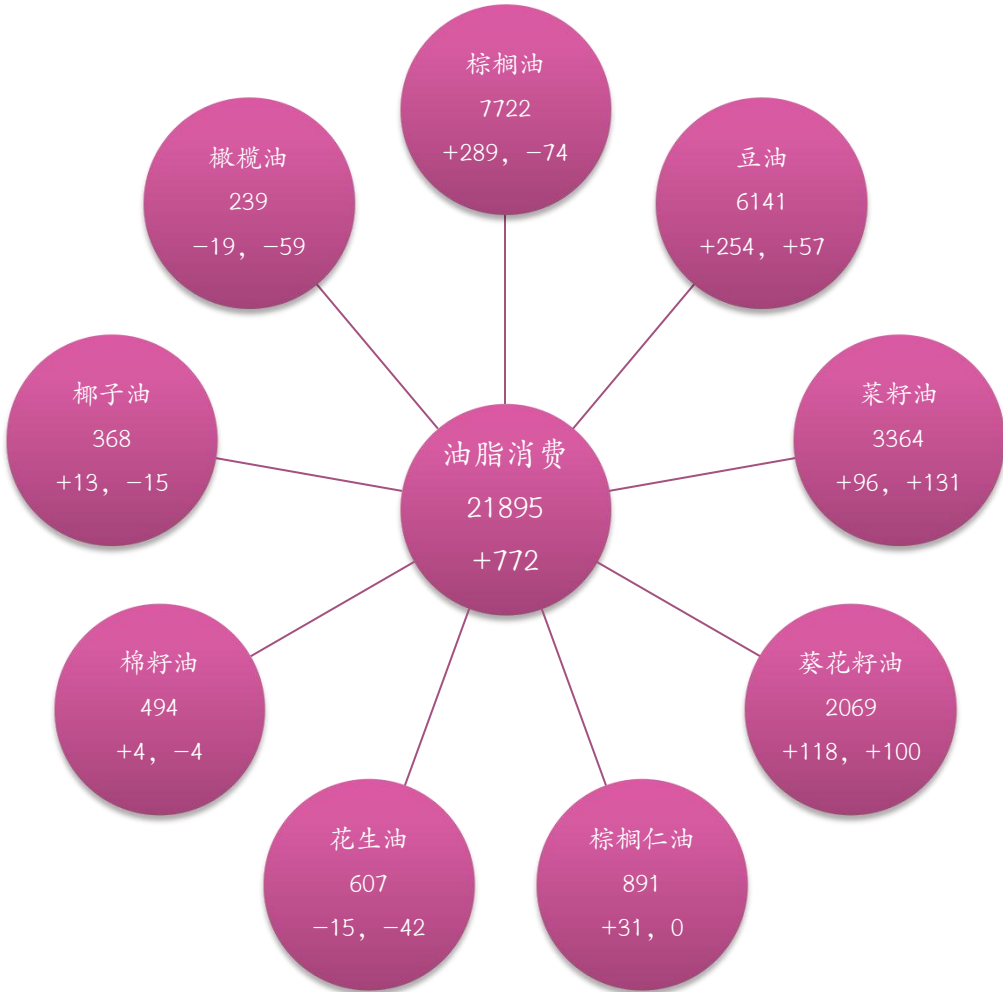 棕榈油
7722
+289, -74
豆油
6141
+254, +57
菜籽油
3364
+96, +131
葵花籽油
2069
+118, +100
棕榈仁油
891
+31, 0
花生油
607
-15, -42
棉籽油
494
+4, -4
椰子油
368
+13, -15
橄榄油
239
-19, -59
油脂消费
21895
+772